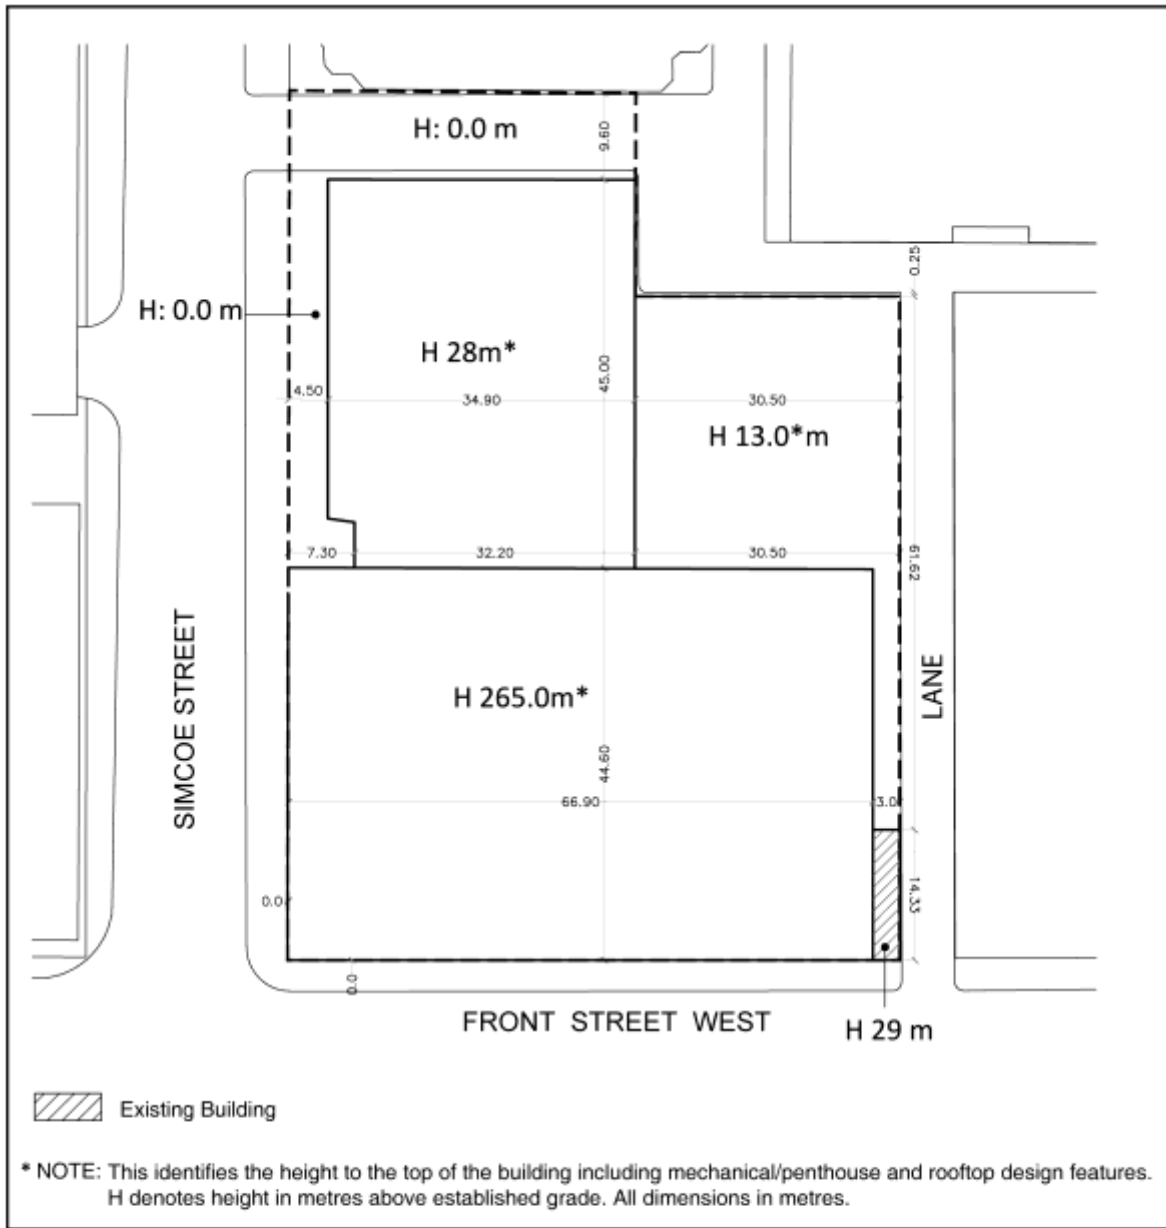 H: 0.0 m
9.60
0.25
H: 0.0 m
H 28m*
45.00
4.50
34.90
30.50
H 13.0*m
7.30
32.20
30.50
61.62
SIMCOE STREET
LANE
H 265.0m*
44.60
66.90
3.0
14.33
0.0
0.0
FRONT STREET WEST
H 29 m
Existing Building
* NOTE: This identifies the height to the top of the building including mechanical/penthouse and rooftop design features.
H denotes height in metres above established grade. All dimensions in metres.